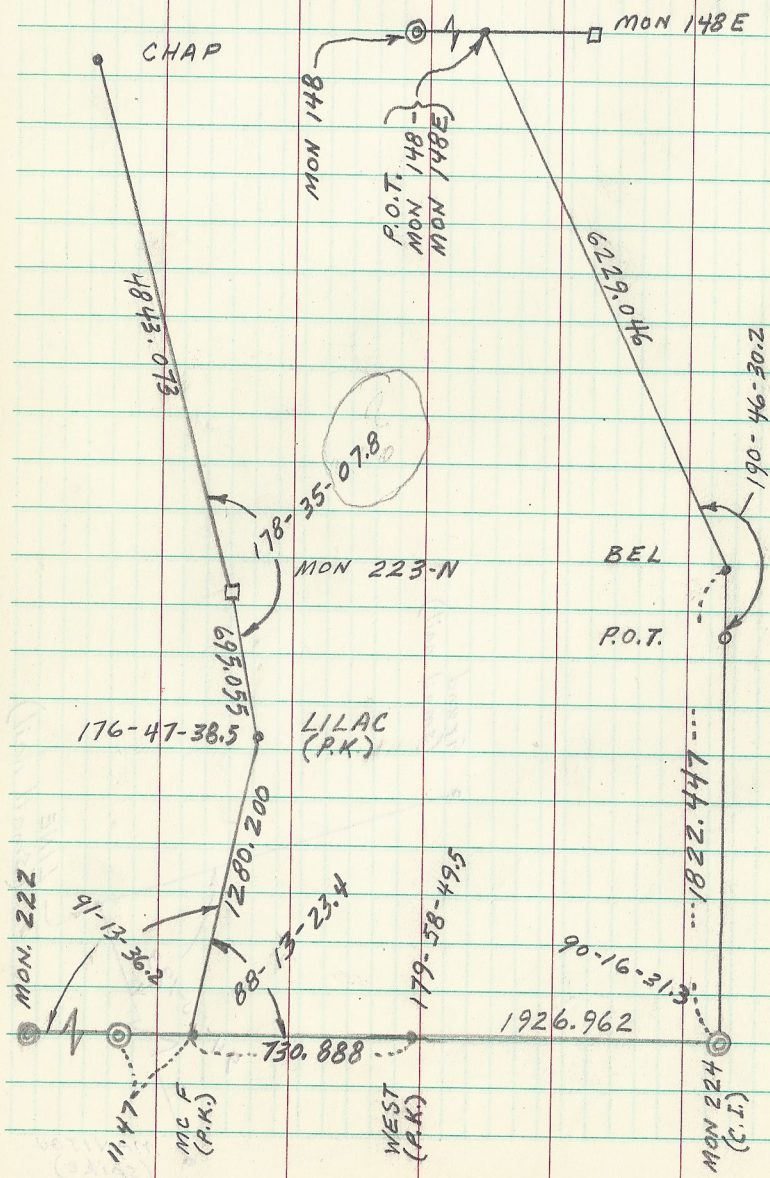 CHAP
MON 148
P.O.T.
MON 148 -
MON 148E
MON 148E
4843.073
6229.046
190-46-30.2
178-35-07.8
MON 223-N
BEL
P.O.T.
695.055
176-47-38.5
LILAC
(P.K.)
1280.200
1822.447
MON. 222
91-13-36.2
88-13-23.4
179-58-49.5
90-16-31.3
730.888
1926.962
11.47
MC F
(P.K.)
WEST
(P.K.)
MON 224
(C.I.)